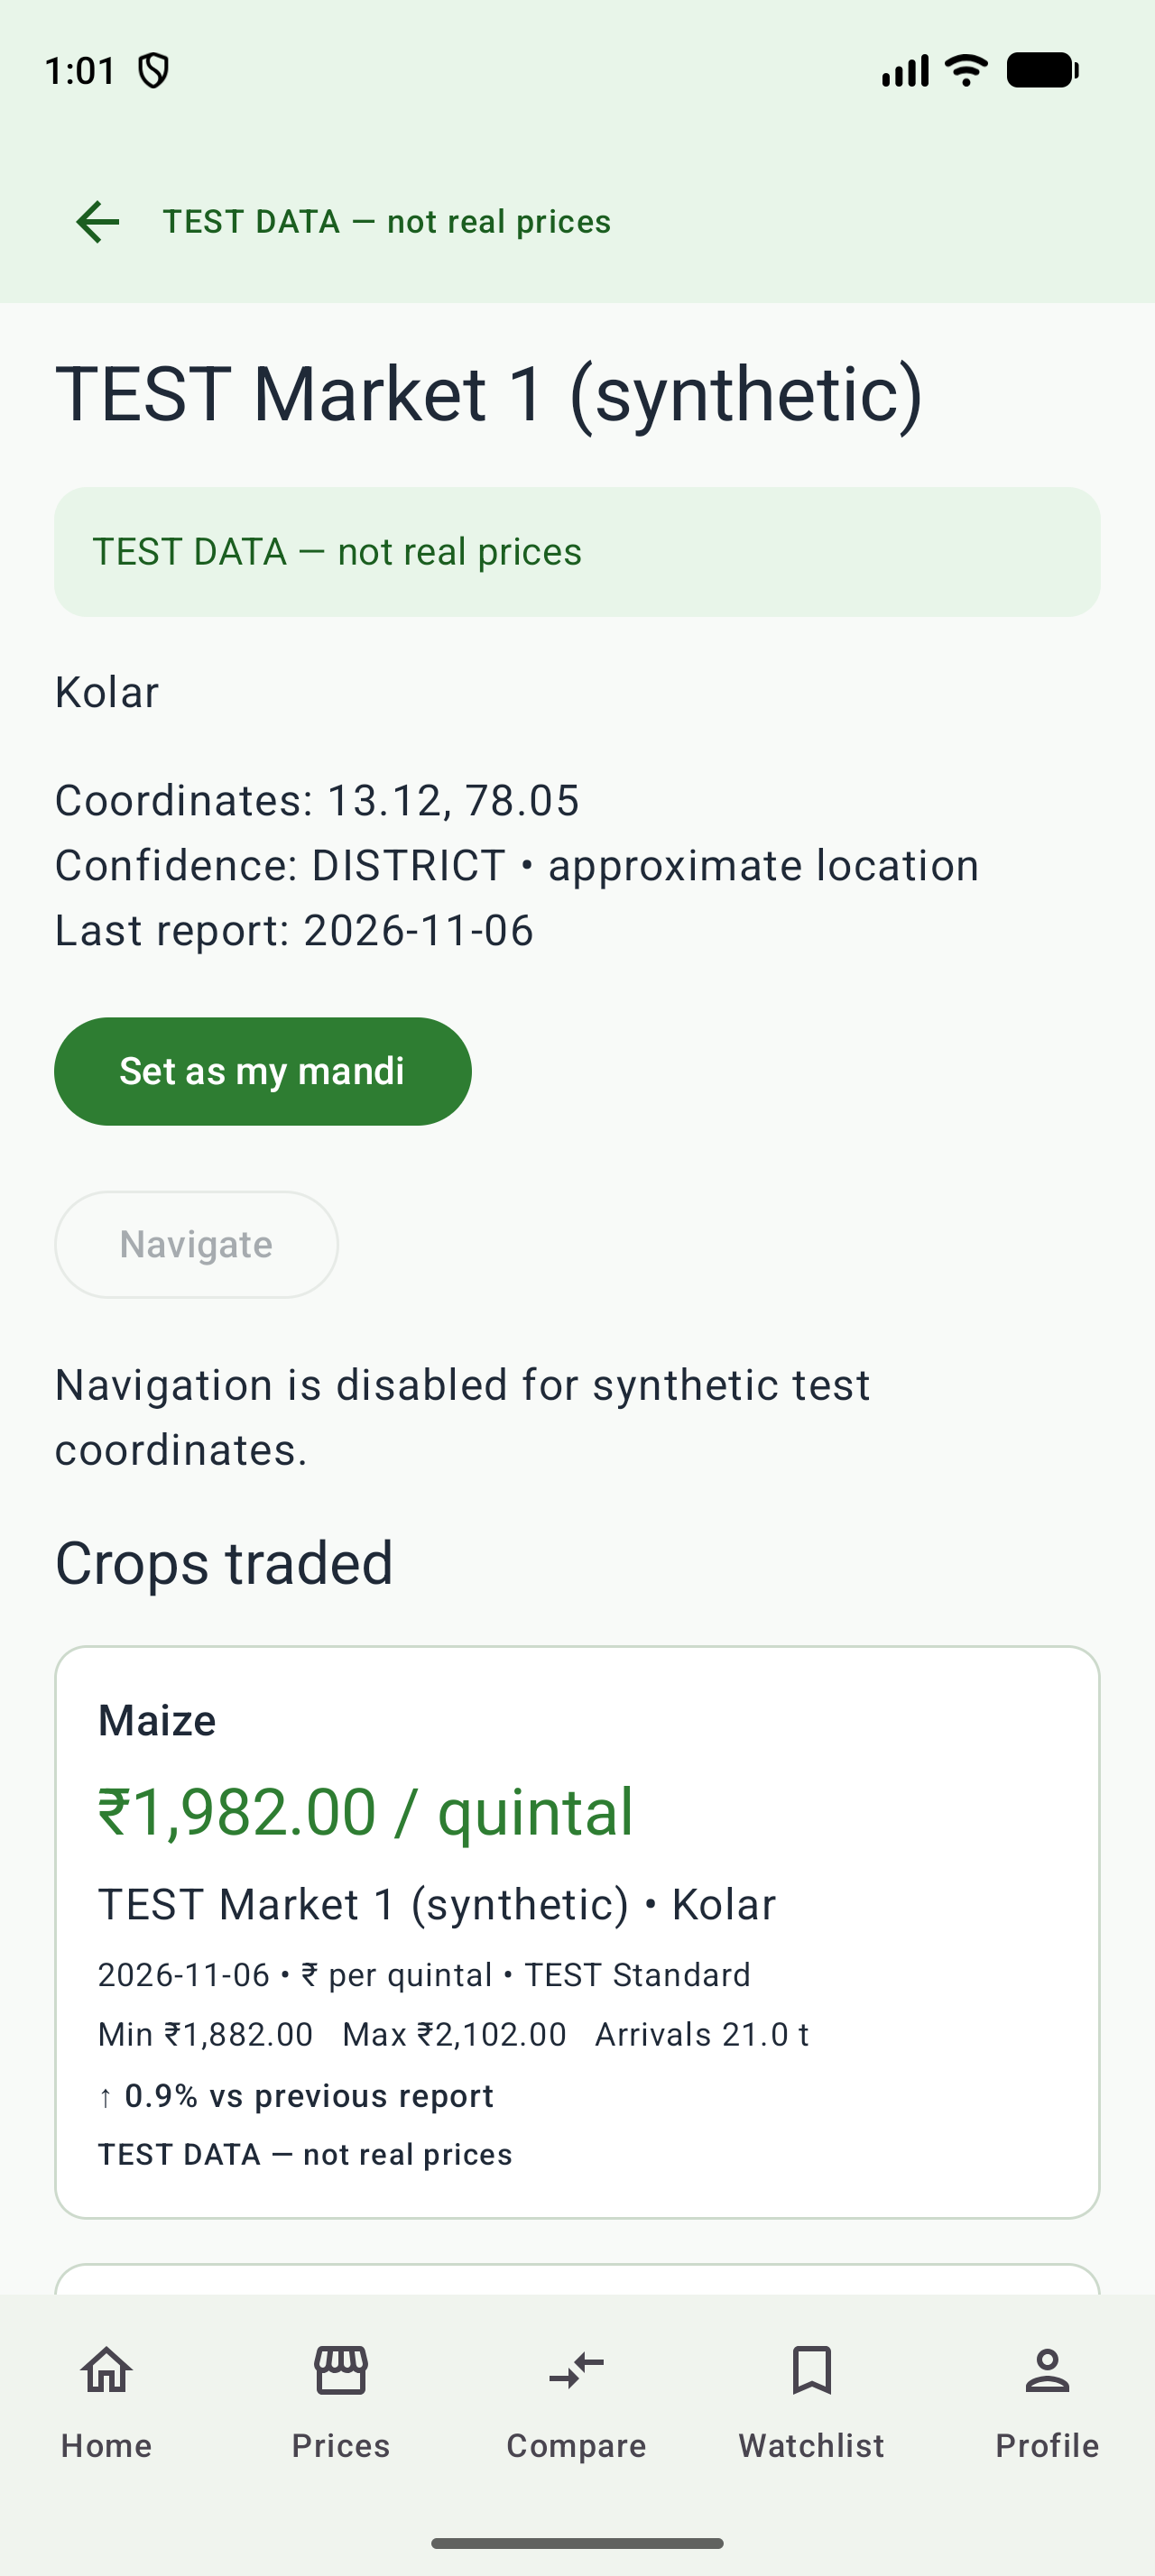 1:01
TEST DATA — not real prices
TEST Market 1 (synthetic)
TEST DATA — not real prices
Kolar
Coordinates: 13.12, 78.05
Confidence: DISTRICT • approximate location
Last report: 2026-11-06
Set as my mandi
Navigate
Navigation is disabled for synthetic test
coordinates.
Crops traded
Maize
₹1,982.00 / quintal
TEST Market 1 (synthetic) • Kolar
2026-11-06 • ₹ per quintal • TEST Standard
Min ₹1,882.00 Max ₹2,102.00 Arrivals 21.0 t
↑ 0.9% vs previous report
TEST DATA — not real prices
Home Prices Compare Watchlist Profile